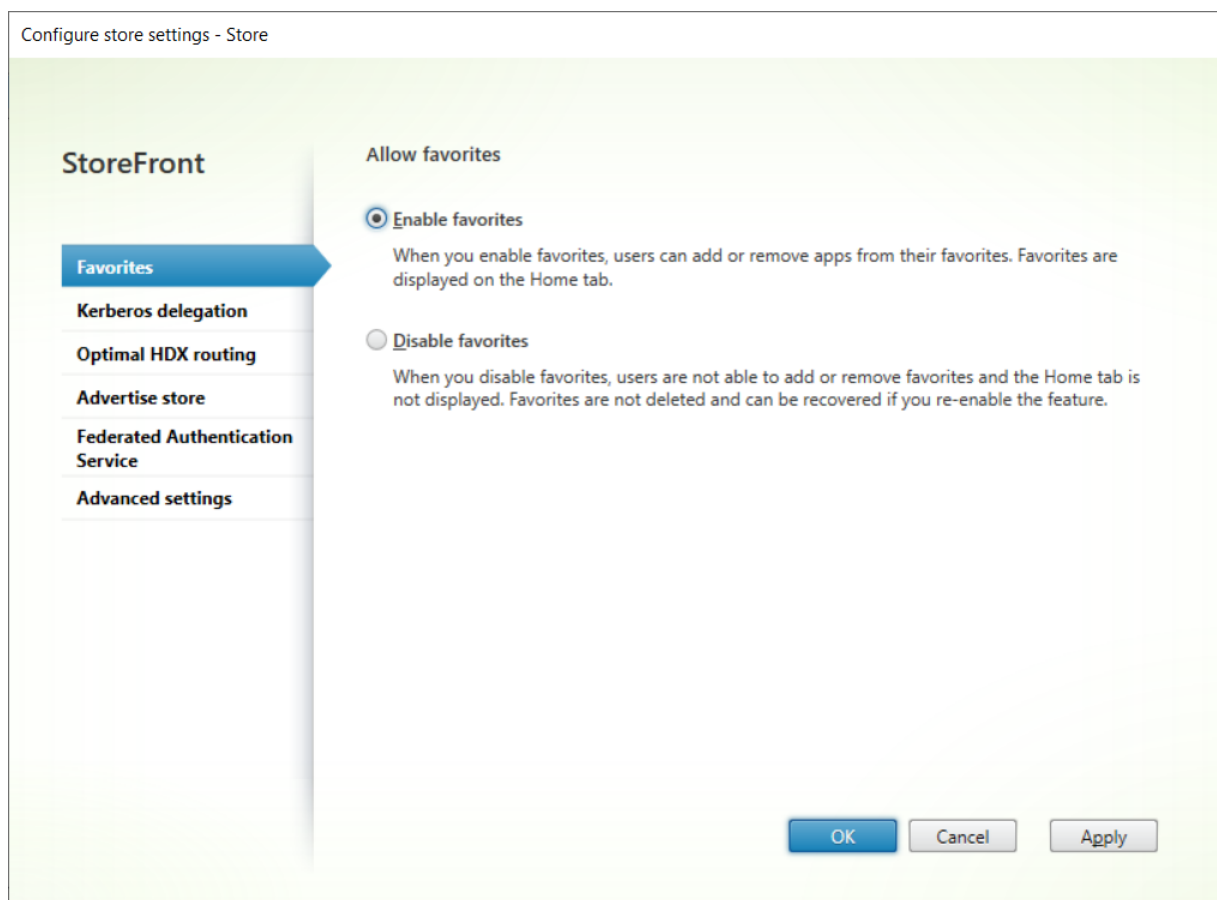 Configure store settings - Store
StoreFront
Favorites
Kerberos delegation
Optimal HDX routing
Advertise store
Federated Authentication
Service
Advanced settings
Allow favorites
Enable favorites
When you enable favorites, users can add or remove apps from their favorites. Favorites are
displayed on the Home tab.
Disable favorites
When you disable favorites, users are not able to add or remove favorites and the Home tab is
not displayed. Favorites are not deleted and can be recovered if you re-enable the feature.
OK
Cancel
Apply